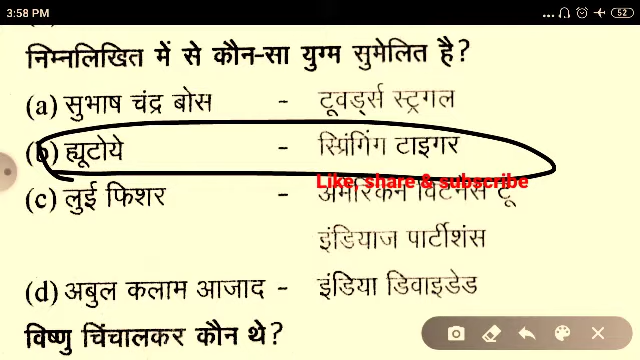 3:58 PM
... 52
निम्नलिखित में से कौन-सा युग्म सुमेलित है?
(a) सुभाष चंद्र बोस - टूवर्ड्स स्ट्रगल
(b) ह्यूटोये - स्प्रिंगिंग टाइगर
Like, share & subscribe
(c) लुई फिशर - अमेरिकन विटनेस टू
इंडियाज पार्टीशंस
(d) अबुल कलाम आजाद - इंडिया डिवाइडेड
विष्णु चिंचालकर कौन थे?